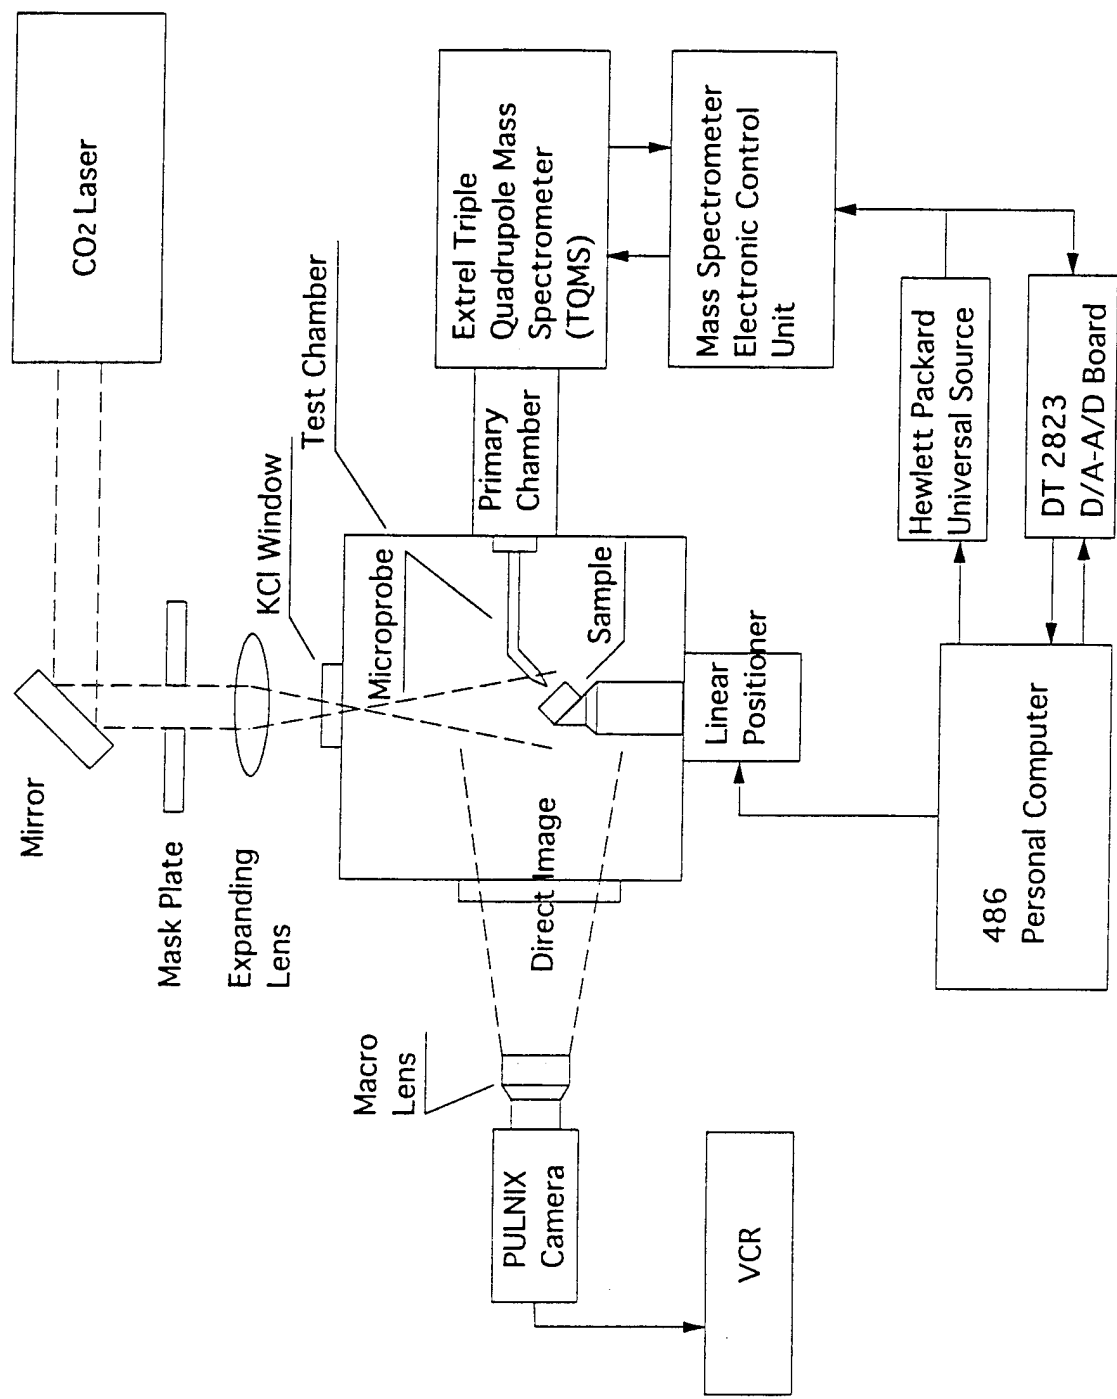 CO2 Laser
Mirror
Mask Plate
Expanding
Lens
KCl Window
Test Chamber
Microprobe
Sample
Direct Image
Macro
Lens
PULNIX
Camera
VCR
Primary
Chamber
Extrel Triple
Quadrupole Mass
Spectrometer
(TQMS)
Mass Spectrometer
Electronic Control
Unit
Linear
Positioner
Hewlett Packard
Universal Source
DT 2823
D/A-A/D Board
486
Personal Computer